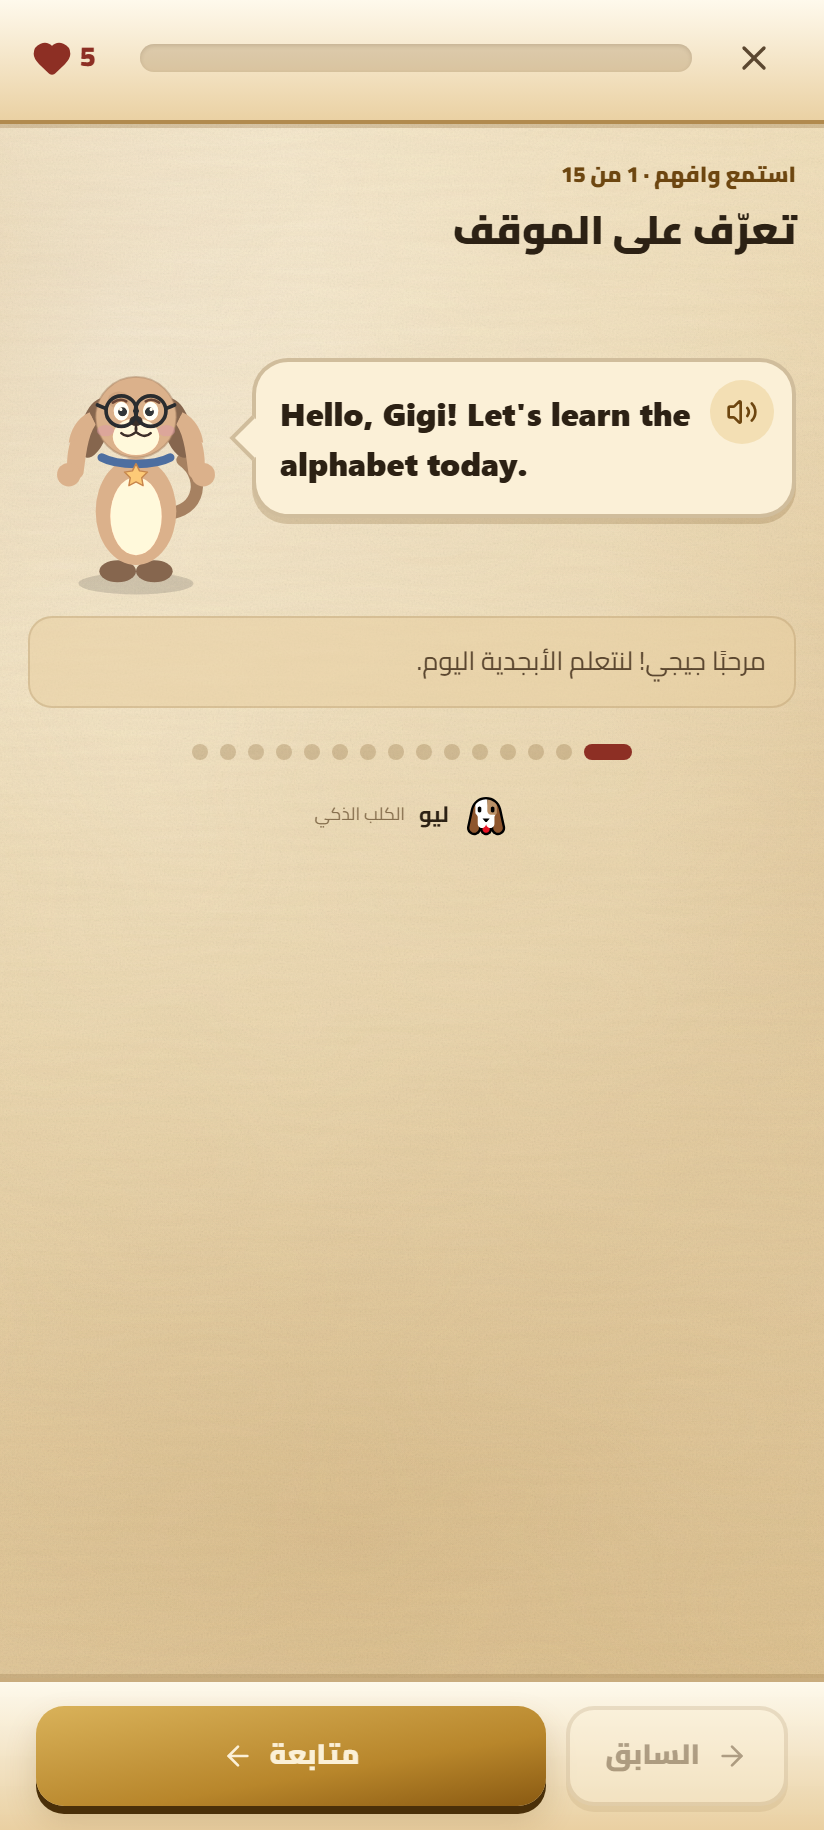 5
استمع وافهم · 1 من 15
تعرّف على الموقف
Hello, Gigi! Let's learn the
alphabet today.
مرحبًا جيجي! لنتعلم الأبجدية اليوم.
ليو الكلب الذكي
السابق
متابعة